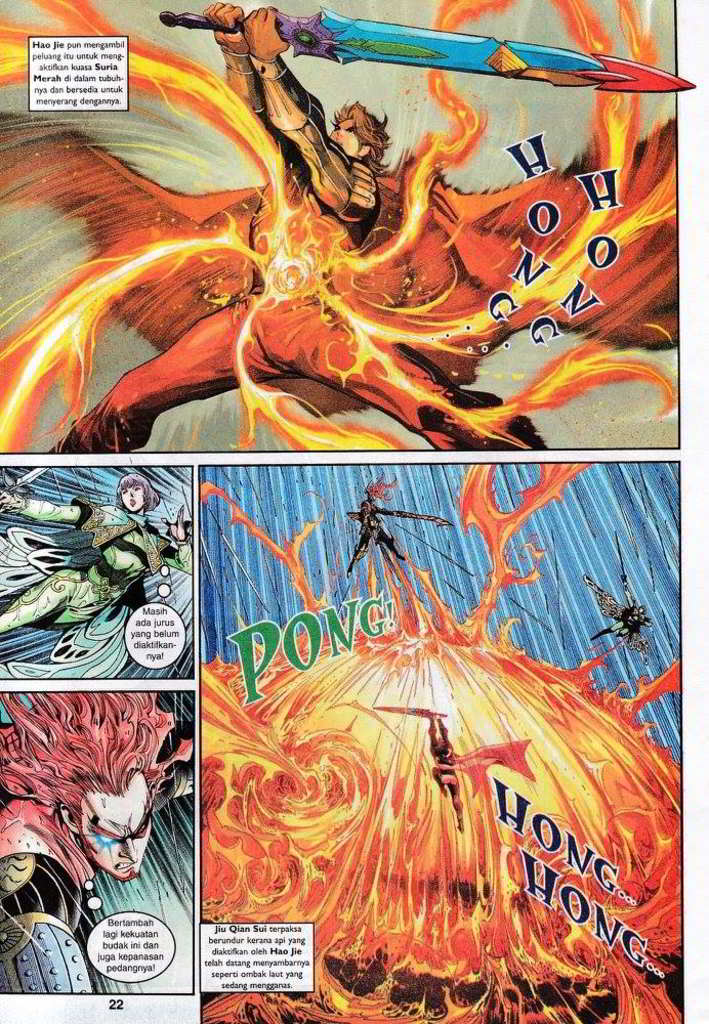 Hao Jie pun mengambil
peluang itu untuk meng-
aktifkan kuasa Suria
Merah di dalam tubuh-
nya dan bersedia untuk
menyerang dengannya.
HONG
HONG...
HONG
HONG...
Masih
ada jurus
yang belum
diaktifkan-
nya!
PONG!
Bertambah
lagi kekuatan
budak ini dan
juga kepanasan
pedangnya!
HONG...
HONG...
Jiu Qian Sui terpaksa
berundur kerana api yang
diaktifkan oleh Hao Jie
telah datang menyambarnya
seperti ombak laut yang
sedang mengganas.
22